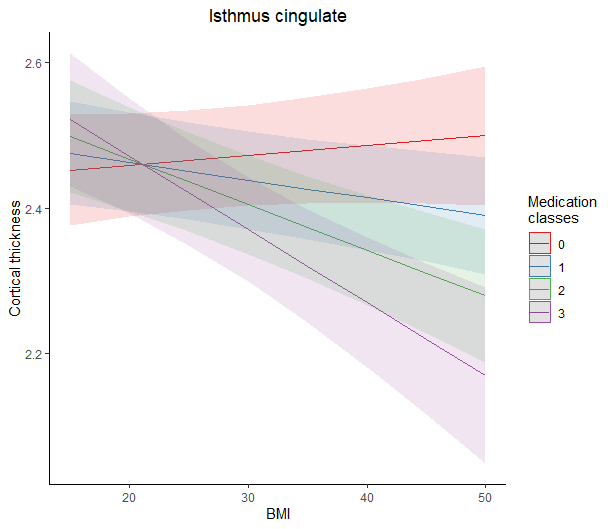 Isthmus cingulate
2.6
2.4
2.2
Cortical thickness
20
30
40
50
BMI
Medication
classes
0
1
2
3